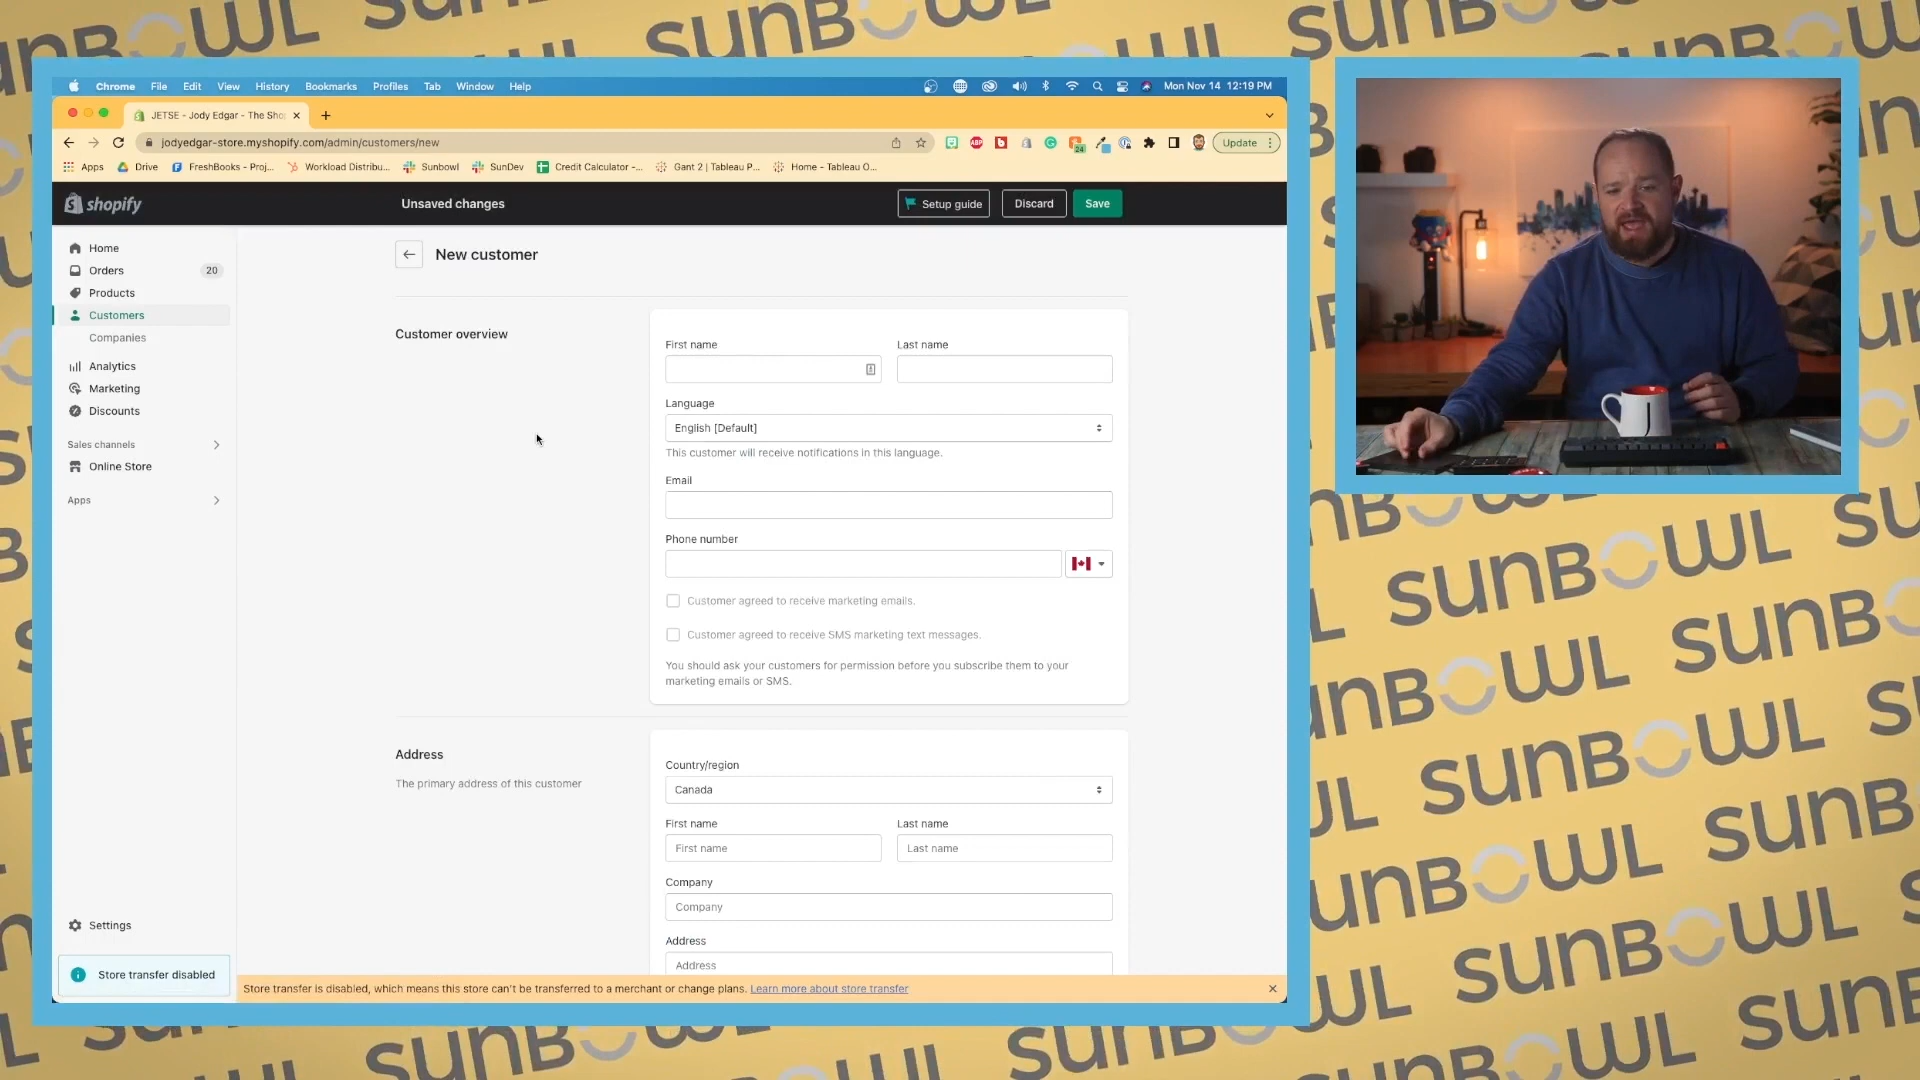 SUNBOWL
Chrome File Edit View History Bookmarks Profiles Tab Window Help Mon Nov 14 12:19 PM
JETSE - Jody Edgar - The Sho
jodyedgar-store.myshopify.com/admin/customers/new
ABP
24
Update
Apps Drive FreshBooks - Proj... Workload Distribu... Sunbowl SunDev Credit Calculator -... Gant 2 | Tableau P... Home - Tableau O...
shopify
Unsaved changes
Setup guide
Discard
Save
Home
Orders 20
Products
Customers
Companies
Analytics
Marketing
Discounts
Sales channels
Online Store
Apps
Settings
Store transfer disabled
New customer
Customer overview
First name Last name
Language
English [Default]
This customer will receive notifications in this language.
Email
Phone number
Customer agreed to receive marketing emails.
Customer agreed to receive SMS marketing text messages.
You should ask your customers for permission before you subscribe them to your
marketing emails or SMS.
Address
The primary address of this customer
Country/region
Canada
First name Last name
First name Last name
Company
Company
Address
Address
Store transfer is disabled, which means this store can't be transferred to a merchant or change plans. Learn more about store transfer
J
SUNBOWL
SUNBOWL
SUNBOWL
SUNBOWL
SUNBOWL